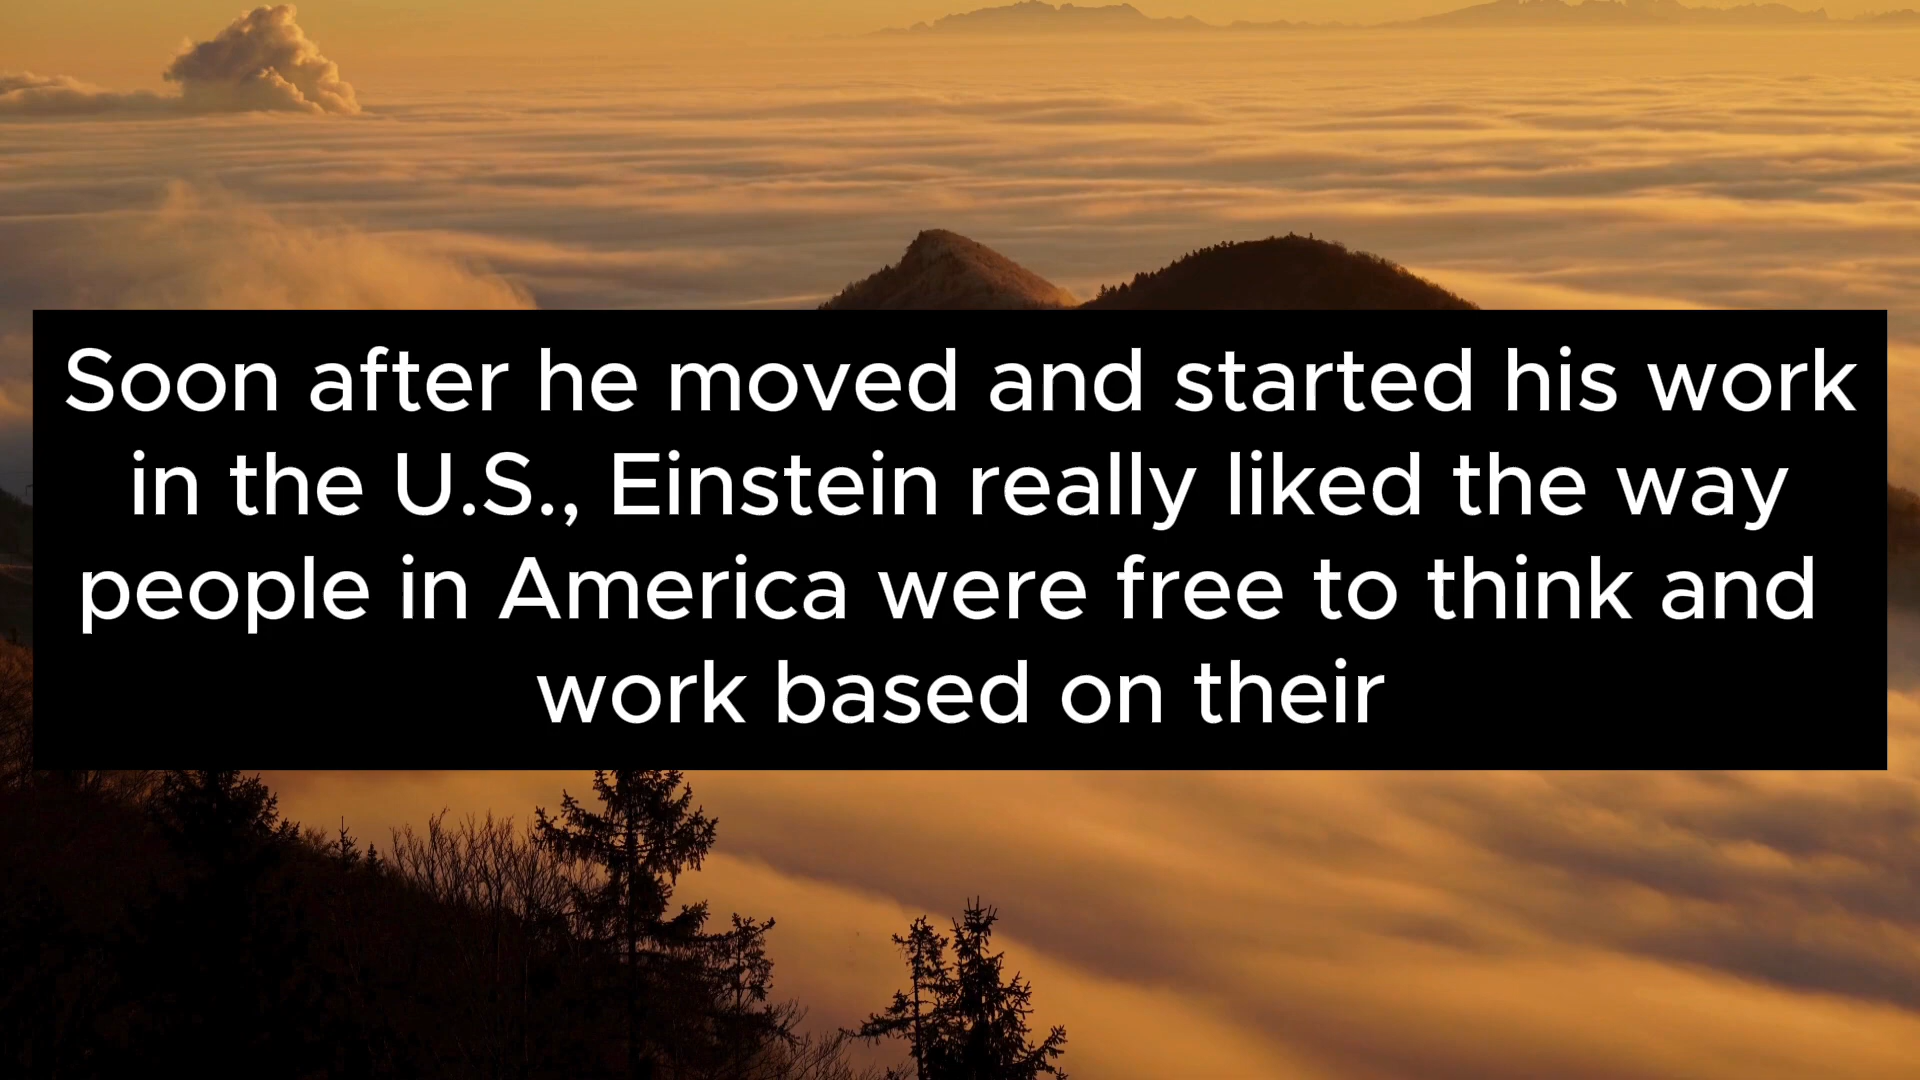 Soon after he moved and started his work
in the U.S., Einstein really liked the way
people in America were free to think and
work based on their